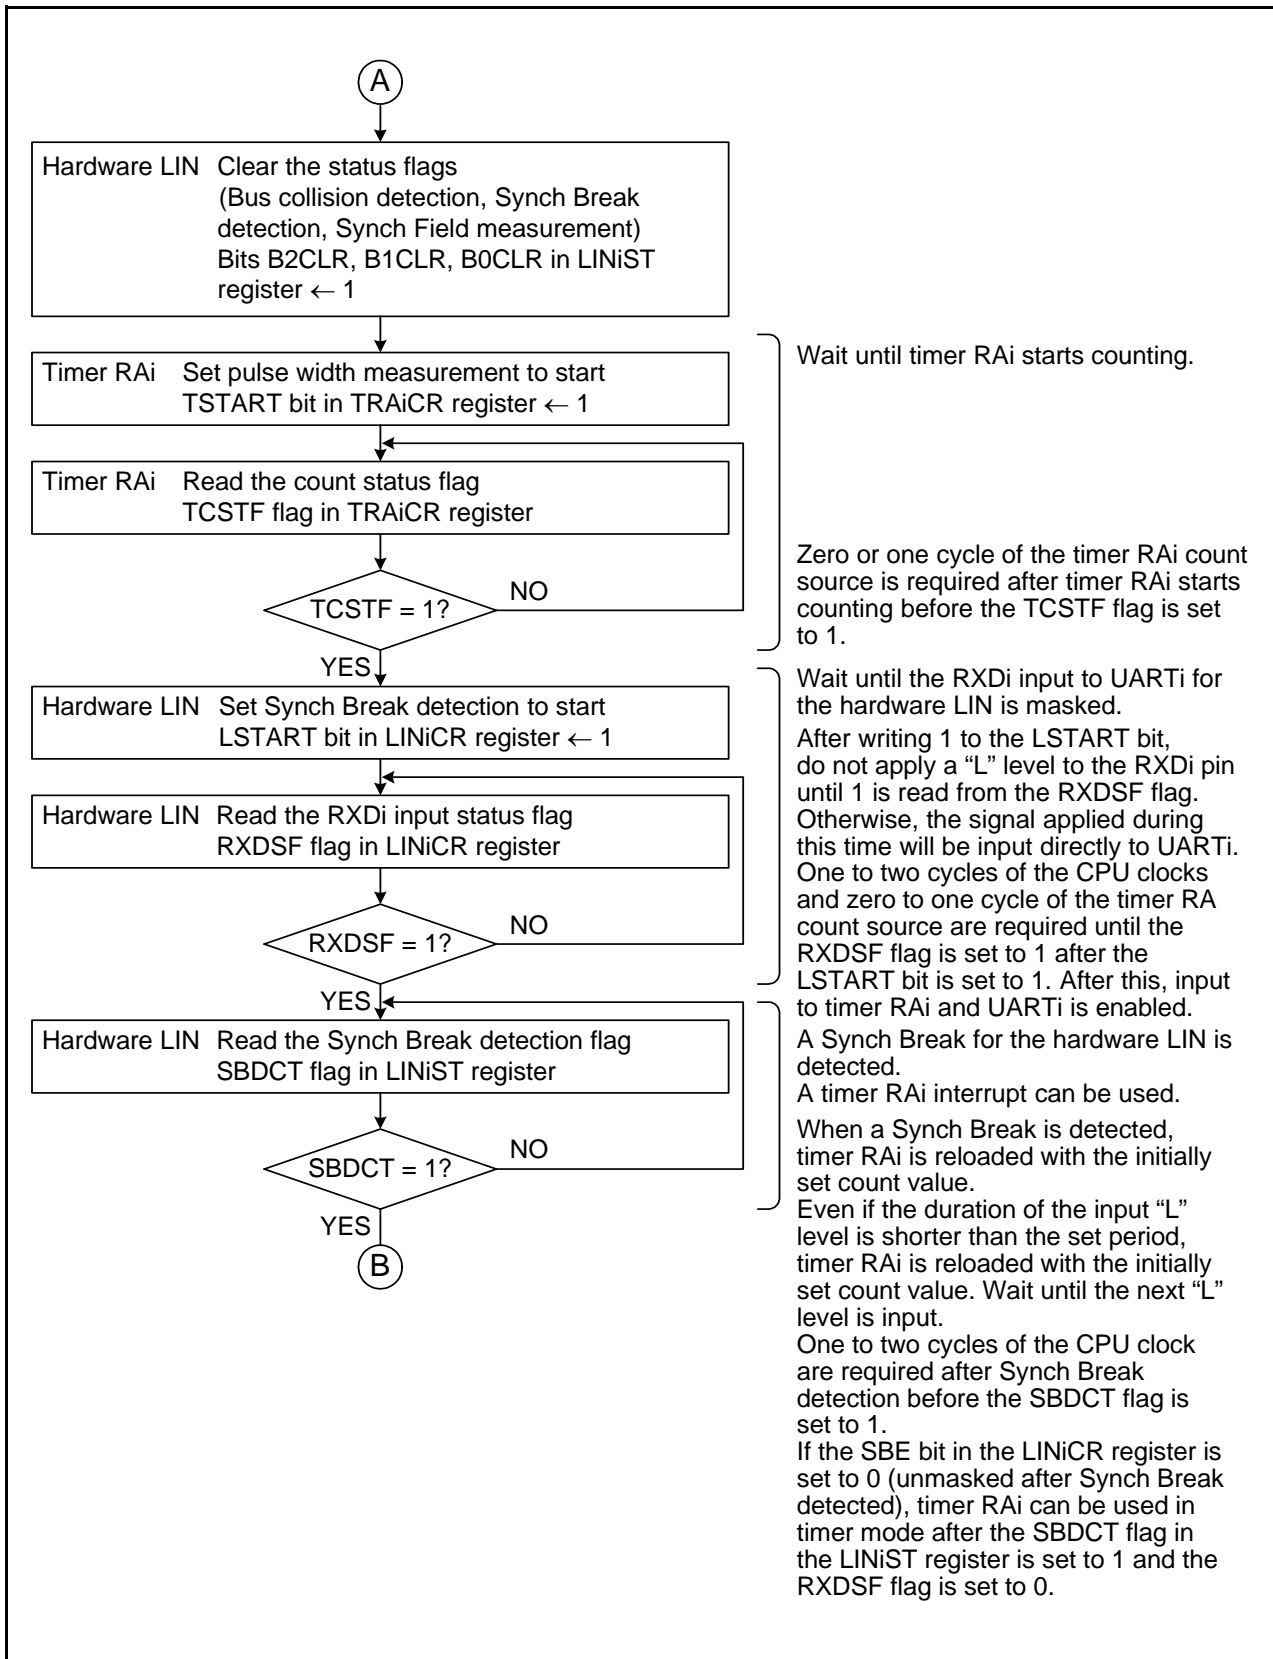 A
Hardware LIN Clear the status flags
(Bus collision detection, Synch Break
detection, Synch Field measurement)
Bits B2CLR, B1CLR, B0CLR in LINiST
register ← 1
Timer RAi Set pulse width measurement to start
TSTART bit in TRAiCR register ← 1
Timer RAi Read the count status flag
TCSTF flag in TRAiCR register
TCSTF = 1?
NO
YES
Wait until timer RAi starts counting.
Zero or one cycle of the timer RAi count
source is required after timer RAi starts
counting before the TCSTF flag is set
to 1.
Hardware LIN Set Synch Break detection to start
LSTART bit in LINiCR register ← 1
Hardware LIN Read the RXDi input status flag
RXDSF flag in LINiCR register
RXDSF = 1?
NO
YES
Wait until the RXDi input to UARTi for
the hardware LIN is masked.
After writing 1 to the LSTART bit,
do not apply a “L” level to the RXDi pin
until 1 is read from the RXDSF flag.
Otherwise, the signal applied during
this time will be input directly to UARTi.
One to two cycles of the CPU clocks
and zero to one cycle of the timer RA
count source are required until the
RXDSF flag is set to 1 after the
LSTART bit is set to 1. After this, input
to timer RAi and UARTi is enabled.
Hardware LIN Read the Synch Break detection flag
SBDCT flag in LINiST register
SBDCT = 1?
NO
YES
B
A Synch Break for the hardware LIN is
detected.
A timer RAi interrupt can be used.
When a Synch Break is detected,
timer RAi is reloaded with the initially
set count value.
Even if the duration of the input “L”
level is shorter than the set period,
timer RAi is reloaded with the initially
set count value. Wait until the next “L”
level is input.
One to two cycles of the CPU clock
are required after Synch Break
detection before the SBDCT flag is
set to 1.
If the SBE bit in the LINiCR register is
set to 0 (unmasked after Synch Break
detected), timer RAi can be used in
timer mode after the SBDCT flag in
the LINiST register is set to 1 and the
RXDSF flag is set to 0.